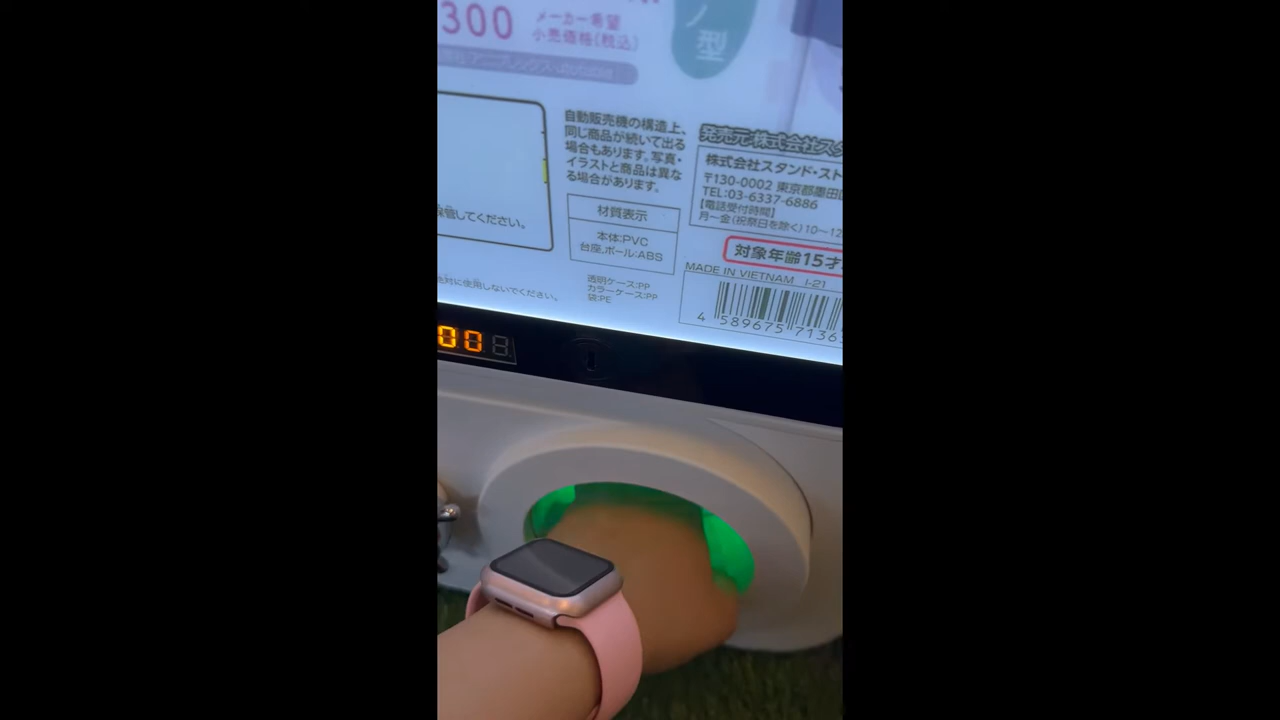 300
メーカー希望
小売価格(税込)
ノ型
自動販売機の構造上、
同じ商品が続いて出る
場合もあります。写真・
イラストと商品は異な
る場合があります。
発売元:株式会社スタ
株式会社スタンド・スト
〒130-0002 東京都墨田区
TEL:03-6337-6886
【電話受付時間】
月~金(祝祭日を除く)10~12
材質表示
本体:PVC
台座、ポール:ABS
対象年齢15才
管してください。
MADE IN VIETNAM I-21
透明ケース:PP
カラーケース:PP
袋:PE
対に使用しないでください。
4 589675 7136
00